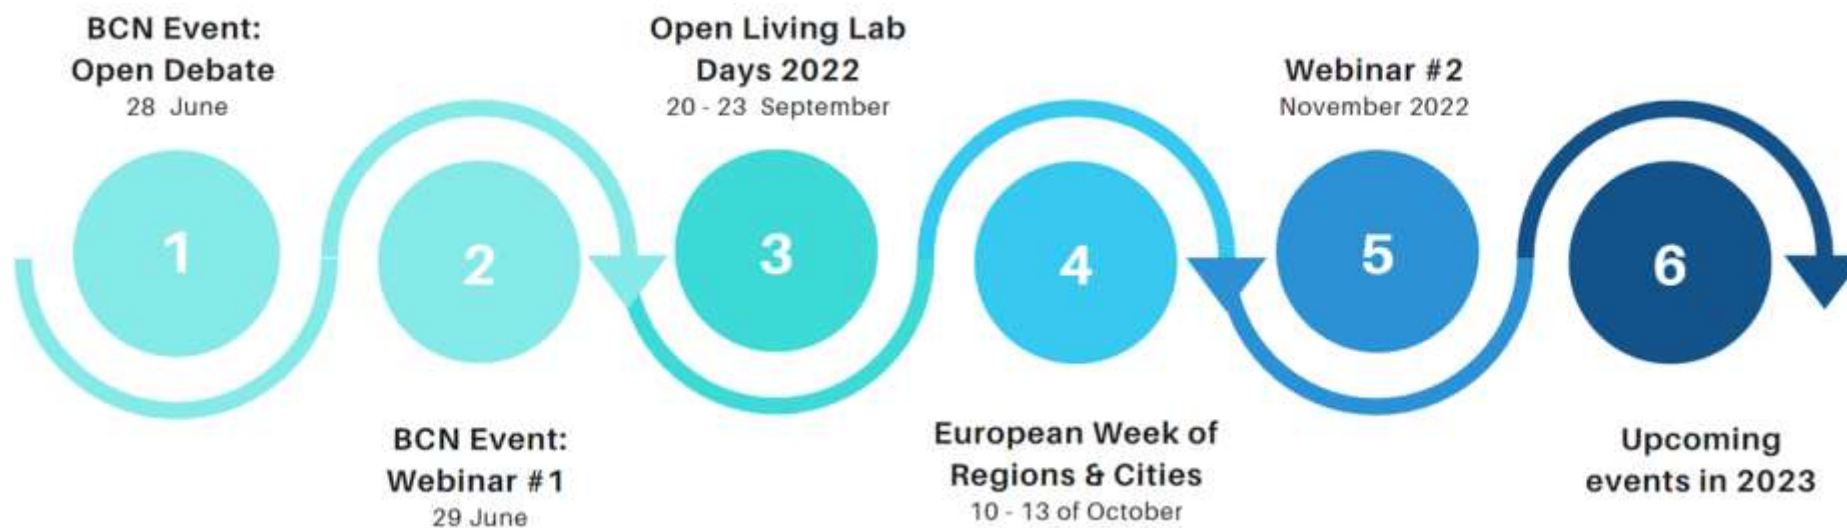 BCN Event:
Open Debate
28 June
1
2
BCN Event:
Webinar #1
29 June
Open Living Lab
Days 2022
20 - 23 September
3
4
European Week of
Regions & Cities
10 - 13 of October
Webinar #2
November 2022
5
6
Upcoming
events in 2023